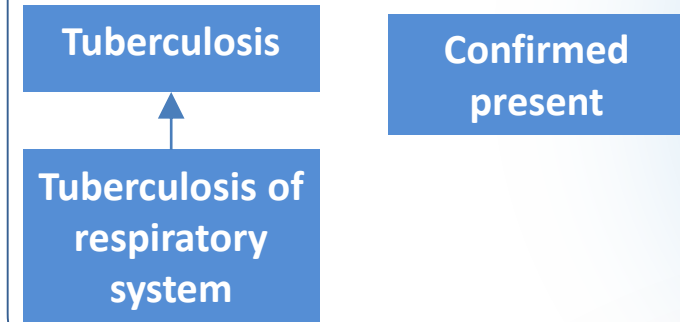 Tuberculosis
Confirmed
present
Tuberculosis of
respiratory
system